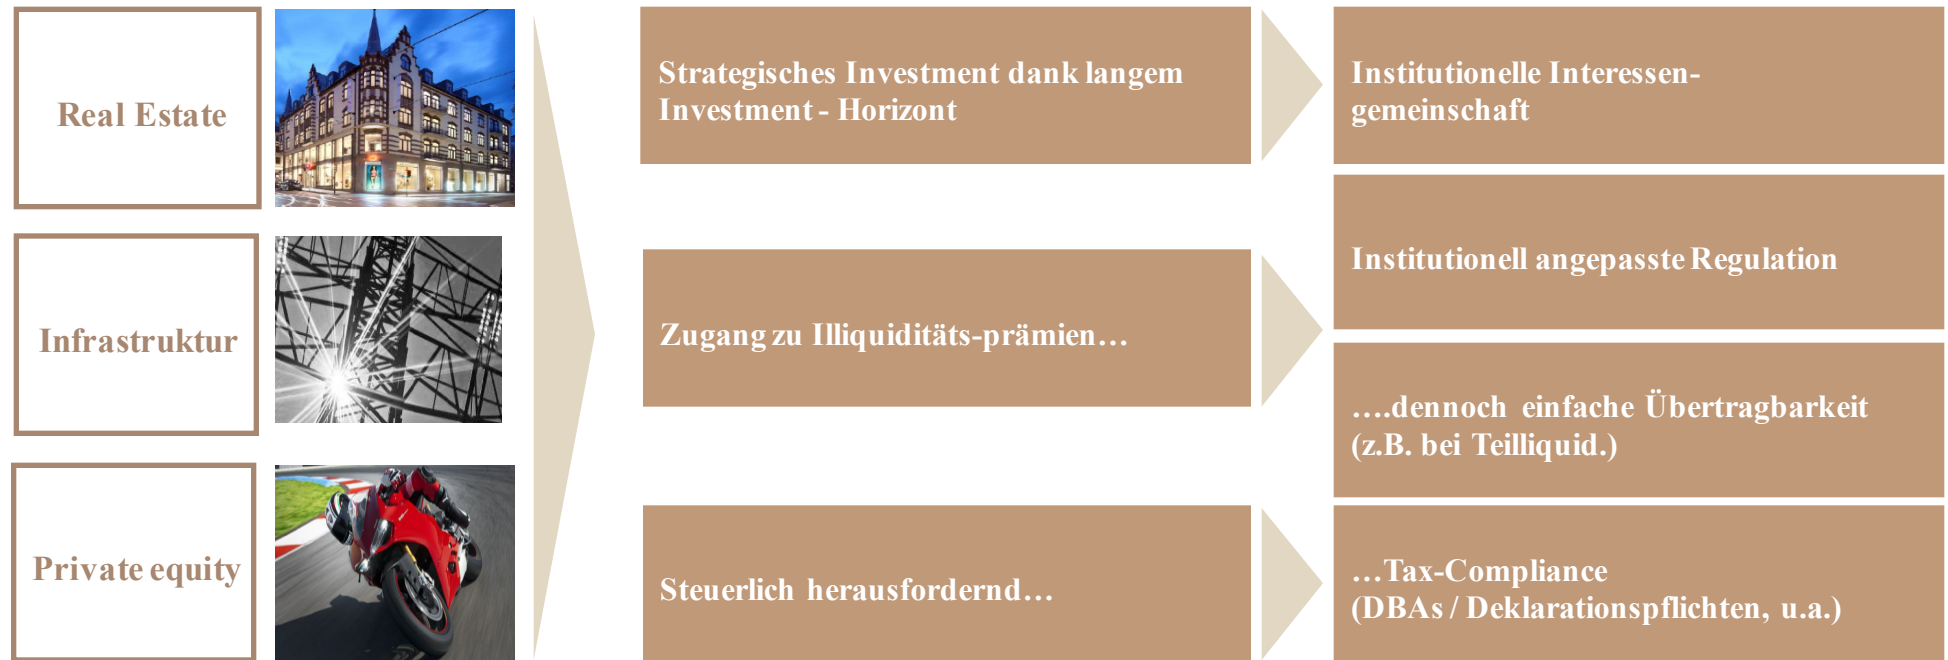 Real Estate
Infrastruktur
Private equity
Strategisches Investment dank langem
Investment - Horizont
Zugang zu Illiquiditäts-prämien…
Steuerlich herausfordernd…
Institutionelle Interessen-
gemeinschaft
Institutionell angepasste Regulation
….dennoch einfache Übertragbarkeit
(z.B. bei Teilliquid.)
…Tax-Compliance
(DBAs / Deklarationspflichten, u.a.)